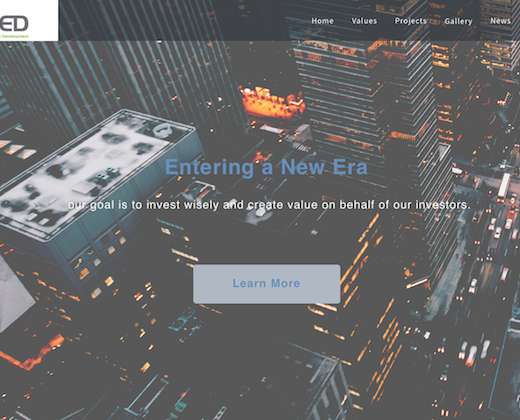 ED
Development
Home Values Projects Gallery News
Entering a New Era
our goal is to invest wisely and create value on behalf of our investors.
Learn More